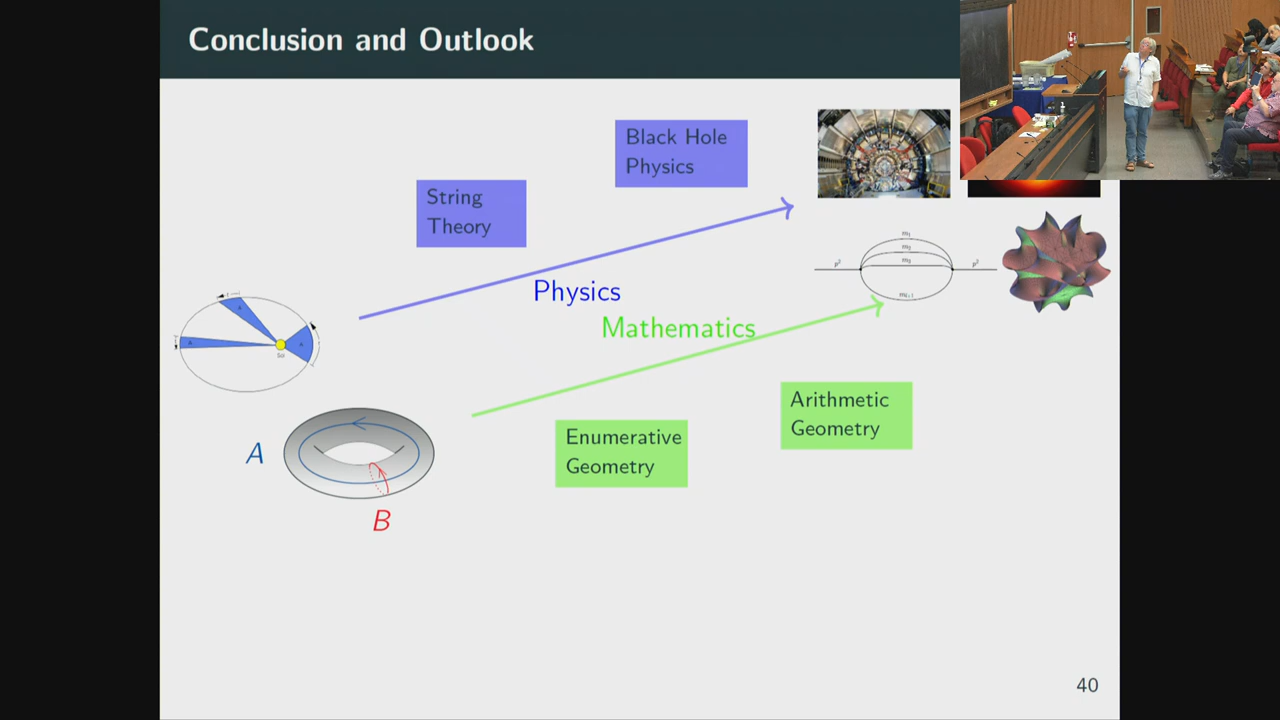 Conclusion and Outlook
Black Hole
Physics
String
Theory
Physics
Mathematics
Arithmetic
Geometry
Enumerative
Geometry
A
B
40